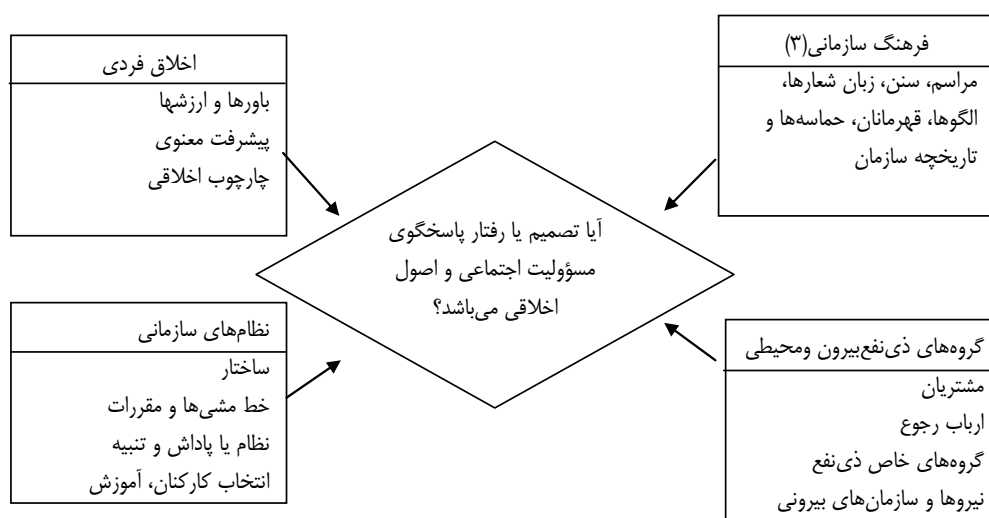 فرهنگ سازمانی(۳)
مراسم، سنن، زبان شعارها،
الگوها، قهرمانان، حماسه‌ها و
تاریخچه سازمان
اخلاق فردی
باورها و ارزشها
پیشرفت معنوی
چارچوب اخلاقی
آیا تصمیم یا رفتار پاسخگوی
مسؤولیت اجتماعی و اصول
اخلاقی می‌باشد؟
گروه‌های ذی‌نفع‌بیرون ومحیطی
مشتریان
ارباب رجوع
گروه‌های خاص ذی‌نفع
نیروها و سازمان‌های بیرونی
نظام‌های سازمانی
ساختار
خط مشی‌ها و مقررات
نظام یا پاداش و تنبیه
انتخاب کارکنان، آموزش